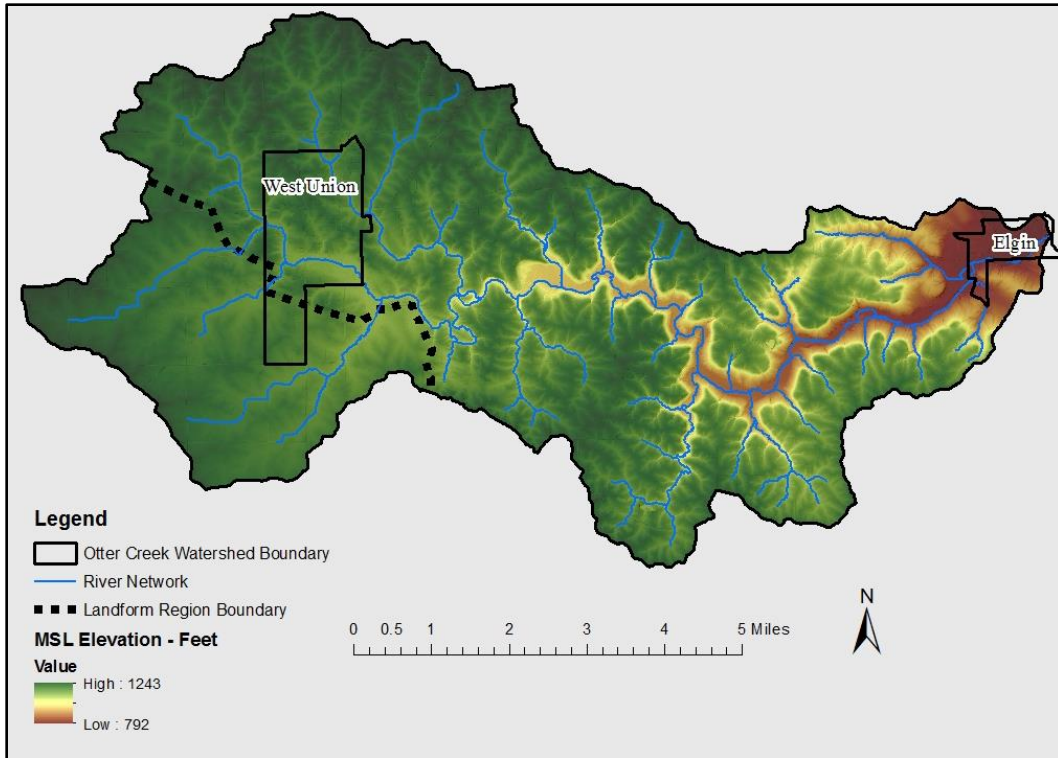 West Union
Elgin
Legend
Otter Creek Watershed Boundary
River Network
Landform Region Boundary
MSL Elevation - Feet
Value
High : 1243
Low : 792
0 0.5 1 2 3 4 5 Miles
N